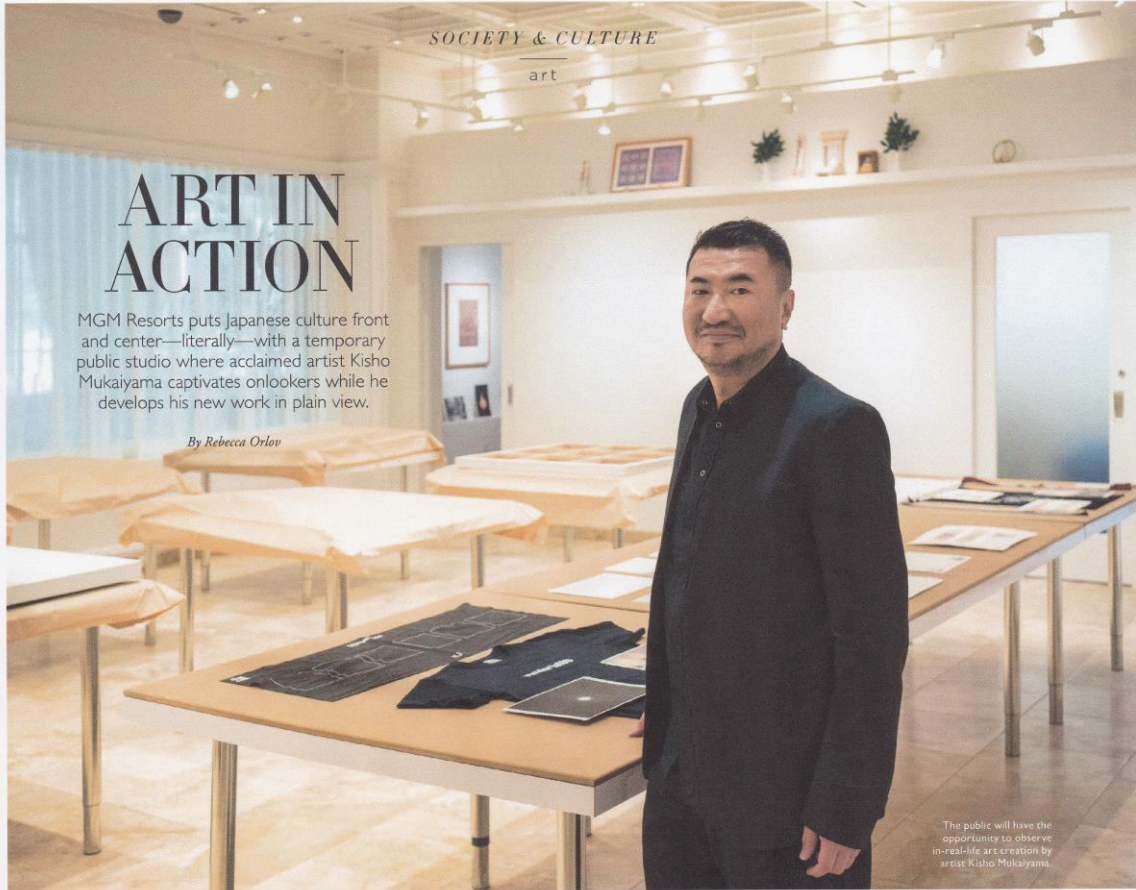 SOCIETY & CULTURE
art
ART IN
ACTION
MGM Resorts puts Japanese culture front
and center—literally—with a temporary
public studio where acclaimed artist Kisho
Mukaiyama captivates onlookers while he
develops his new work in plain view.
By Rebecca Orlov
The public will have the
opportunity to observe
in-real-life art creation by
artist Kisho Mukaiyama.